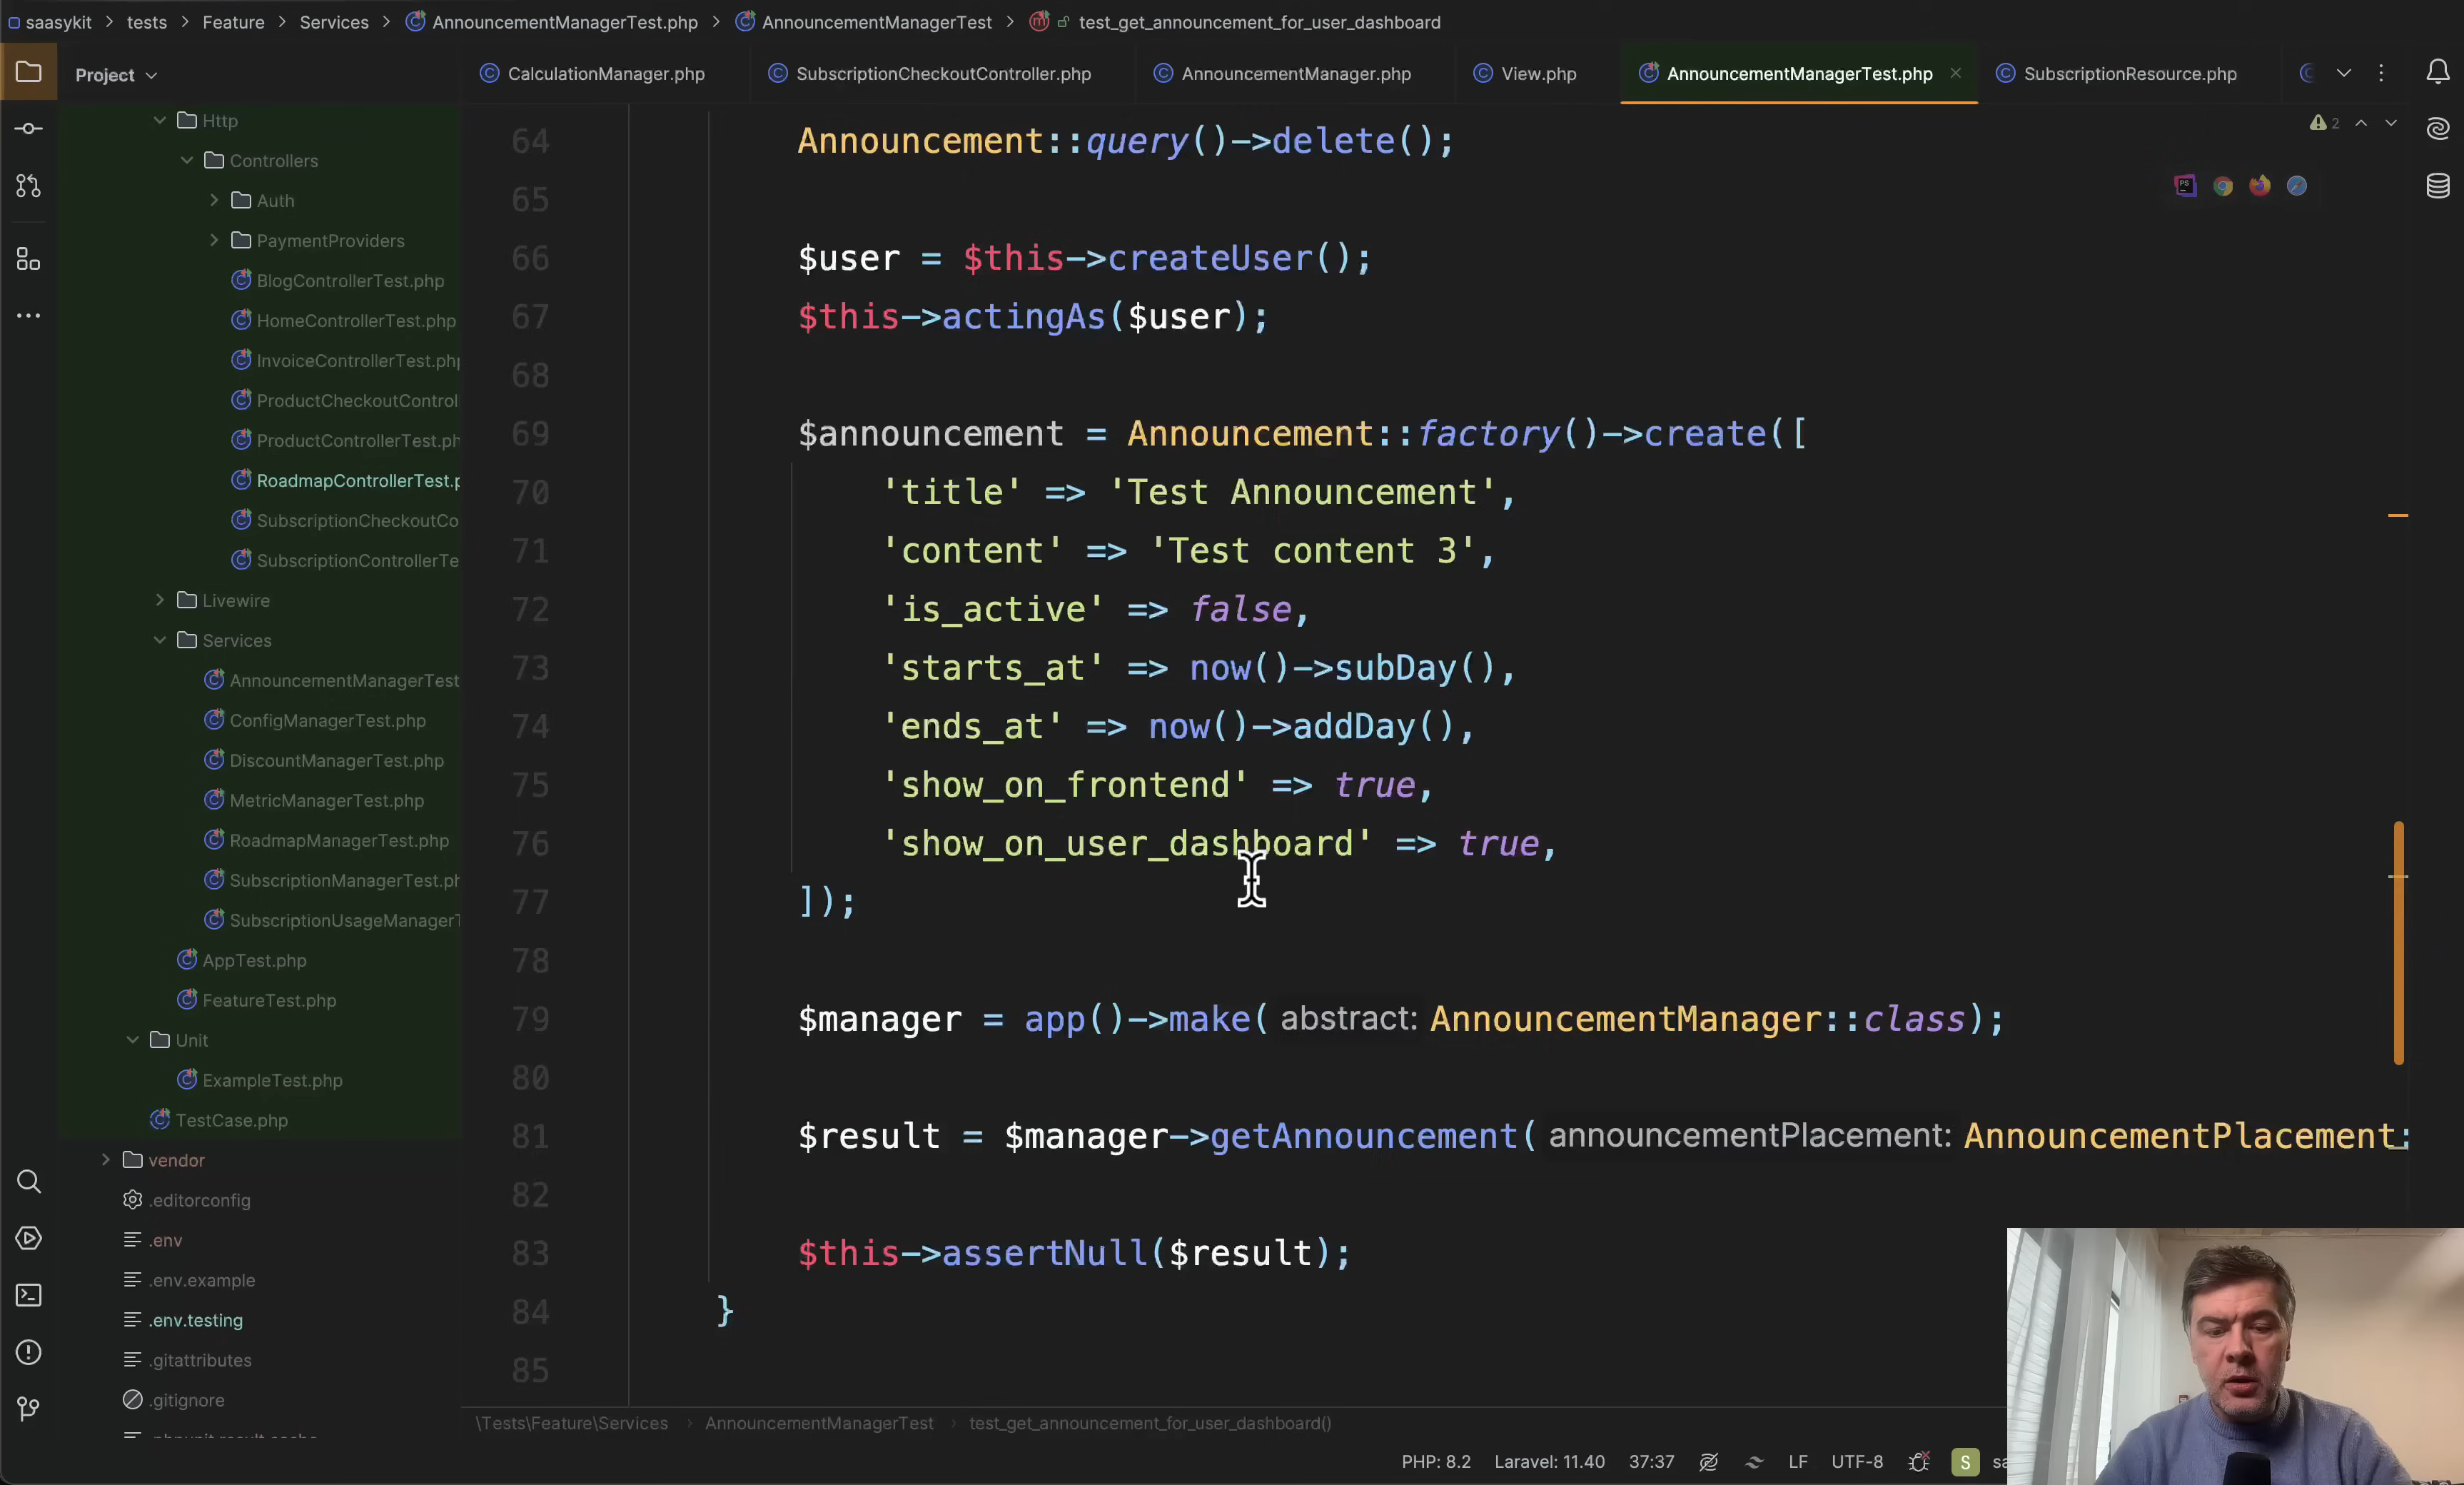 saasykit > tests > Feature > Services > AnnouncementManagerTest.php > AnnouncementManagerTest > test_get_announcement_for_user_dashboard
Project
CalculationManager.php
SubscriptionCheckoutController.php
AnnouncementManager.php
View.php
AnnouncementManagerTest.php
SubscriptionResource.php
2
Http
Controllers
Auth
PaymentProviders
BlogControllerTest.php
HomeControllerTest.php
InvoiceControllerTest.php
ProductCheckoutControl
ProductControllerTest.ph
RoadmapControllerTest.p
SubscriptionCheckoutCo
SubscriptionControllerTe
Livewire
Services
AnnouncementManagerTest
ConfigManagerTest.php
DiscountManagerTest.php
MetricManagerTest.php
RoadmapManagerTest.php
SubscriptionManagerTest.ph
SubscriptionUsageManagerT
AppTest.php
FeatureTest.php
Unit
ExampleTest.php
TestCase.php
vendor
.editorconfig
.env
.env.example
.env.testing
.gitattributes
.gitignore
64 Announcement::query()->delete();
65
66 $user = $this->createUser();
67 $this->actingAs($user);
68
69 $announcement = Announcement::factory()->create([
70 'title' => 'Test Announcement',
71 'content' => 'Test content 3',
72 'is_active' => false,
73 'starts_at' => now()->subDay(),
74 'ends_at' => now()->addDay(),
75 'show_on_frontend' => true,
76 'show_on_user_dashboard' => true,
77 ]);
78
79 $manager = app()->make( abstract: AnnouncementManager::class);
80
81 $result = $manager->getAnnouncement( announcementPlacement: AnnouncementPlacement:
82
83 $this->assertNull($result);
84 }
85
\Tests\Feature\Services > AnnouncementManagerTest > test_get_announcement_for_user_dashboard()
PHP: 8.2 Laravel: 11.40 37:37 LF UTF-8 S sa